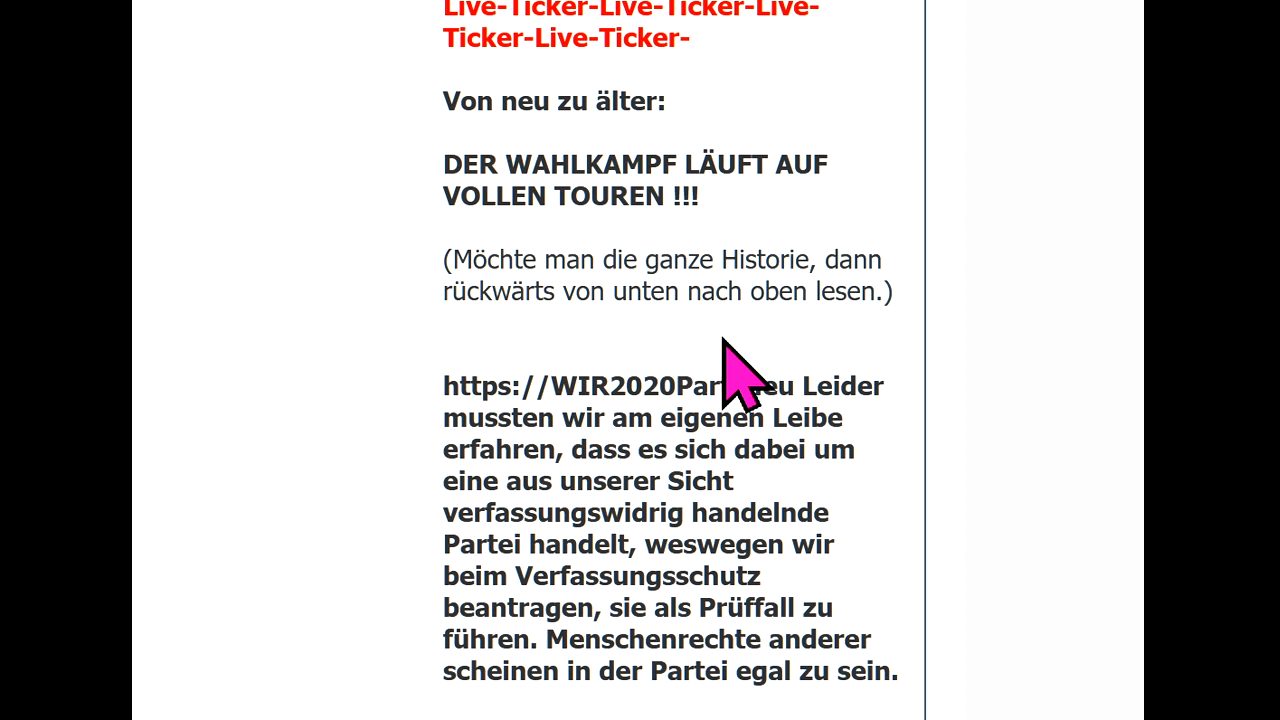 Live-Ticker-Live-Ticker-Live-
Ticker-Live-Ticker-
Von neu zu älter:
DER WAHLKAMPF LÄUFT AUF
VOLLEN TOUREN !!!
(Möchte man die ganze Historie, dann
rückwärts von unten nach oben lesen.)
Leider
mussten wir am eigenen Leibe
erfahren, dass es sich dabei um
eine aus unserer Sicht
verfassungswidrig handelnde
Partei handelt, weswegen wir
beim Verfassungsschutz
beantragen, sie als Prüffall zu
führen. Menschenrechte anderer
scheinen in der Partei egal zu sein.